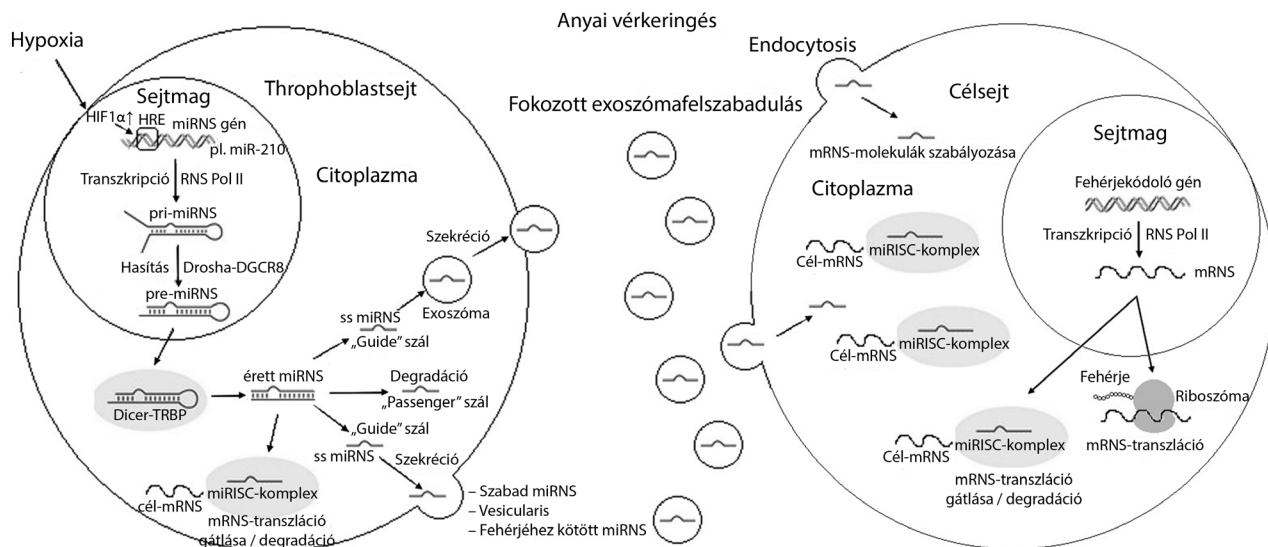 Anyai vérkeringés
Hypoxia
Throphoblastsejt
Sejtmag
HIF1α↑
HRE
miRNS gén
pl. miR-210
Transzkripció
RNS Pol II
pri-miRNS
Hasítás
Drosha-DGCR8
pre-miRNS
Citoplazma
Dicer-TRBP
érett miRNS
ss miRNS
„Guide” szál
Exoszóma
Szekréció
Degradáció
„Passenger” szál
„Guide” szál
ss miRNS
Szekréció
– Szabad miRNS
– Vesicularis
– Fehérjéhez kötött miRNS
cél-mRNS
miRISC-komplex
mRNS-transzláció
gátlása / degradáció
Fokozott exoszómafelszabadulás
Endocytosis
Célsejt
mRNS-molekulák szabályozása
Citoplazma
Cél-mRNS
miRISC-komplex
Cél-mRNS
miRISC-komplex
Sejtmag
Fehérjekódoló gén
Transzkripció
RNS Pol II
mRNS
Fehérje
Riboszóma
mRNS-transzláció
Cél-mRNS
miRISC-komplex
mRNS-transzláció
gátlása / degradáció